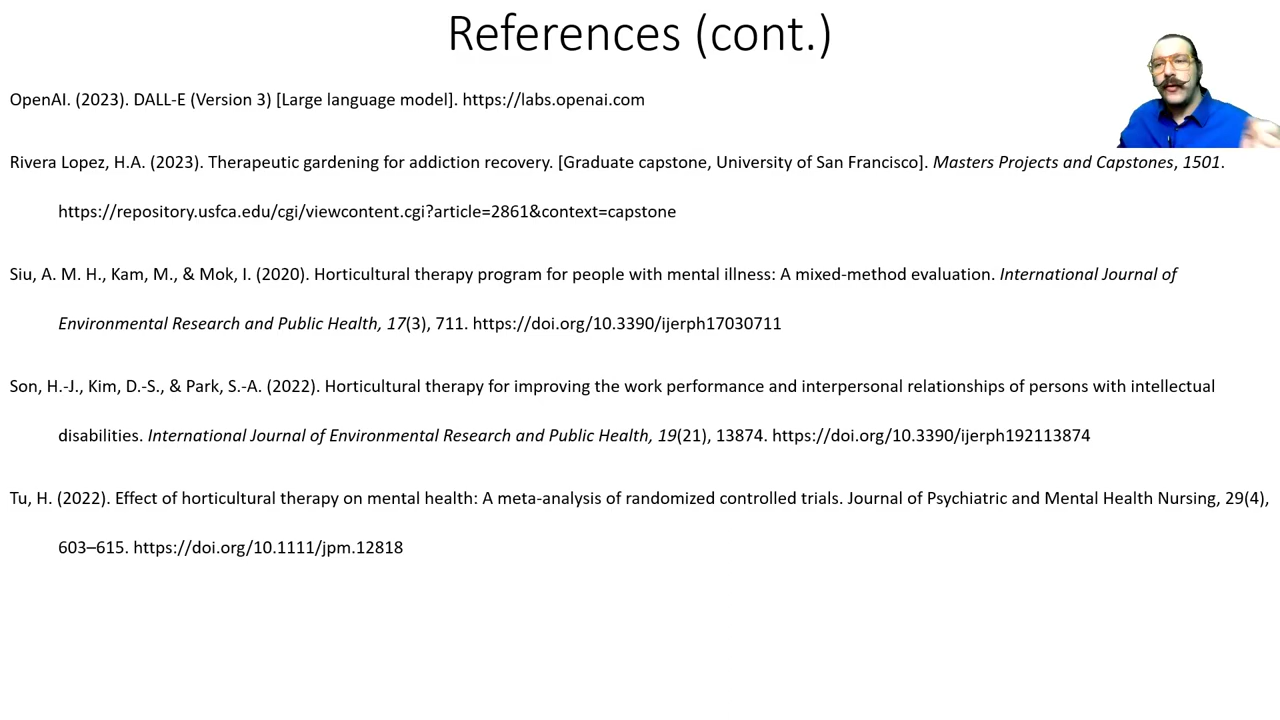 References (cont.)
OpenAI. (2023). DALL-E (Version 3) [Large language model]. https://labs.openai.com
Rivera Lopez, H.A. (2023). Therapeutic gardening for addiction recovery. [Graduate capstone, University of San Francisco]. Masters Projects and Capstones, 1501.
https://repository.usfca.edu/cgi/viewcontent.cgi?article=2861&context=capstone
Siu, A. M. H., Kam, M., & Mok, I. (2020). Horticultural therapy program for people with mental illness: A mixed-method evaluation. International Journal of
Environmental Research and Public Health, 17(3), 711. https://doi.org/10.3390/ijerph17030711
Son, H.-J., Kim, D.-S., & Park, S.-A. (2022). Horticultural therapy for improving the work performance and interpersonal relationships of persons with intellectual
disabilities. International Journal of Environmental Research and Public Health, 19(21), 13874. https://doi.org/10.3390/ijerph192113874
Tu, H. (2022). Effect of horticultural therapy on mental health: A meta-analysis of randomized controlled trials. Journal of Psychiatric and Mental Health Nursing, 29(4),
603–615. https://doi.org/10.1111/jpm.12818